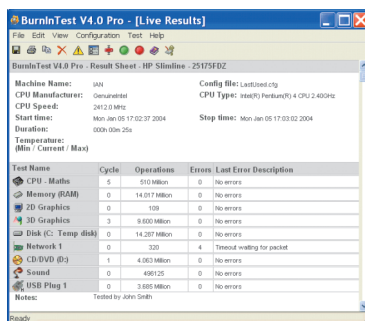 BurnInTest V4.0 Pro - [Live Results]
File Edit View Configuration Test Help
BurnInTest V4.0 Pro - Result Sheet - HP Slimline - 25175FDZ
Machine Name: IAN Config file: LastUsed.cfg
CPU Manufacturer: GenuineIntel CPU Type: Intel(R) Pentium(R) 4 CPU 2.40GHz
CPU Speed: 2412.0 MHz
Start time: Mon Jan 05 17:02:37 2004 Stop time: Mon Jan 05 17:03:02 2004
Duration: 000h 00m 25s
Temperature:
(Min / Current / Max)
Test Name Cycle Operations Errors Last Error Description
CPU - Maths 5 510 Million 0 No errors
Memory (RAM) 0 14.017 Million 0 No errors
2D Graphics 0 109 0 No errors
3D Graphics 3 9.600 Million 0 No errors
Disk (C: Temp disk) 0 14.267 Million 0 No errors
Network 1 0 320 4 Timeout waiting for packet
CD/DVD (D:) 1 4.063 Million 0 No errors
Sound 0 496125 0 No errors
USB Plug 1 0 3.685 Million 0 No errors
Notes: Tested by John Smith
Ready